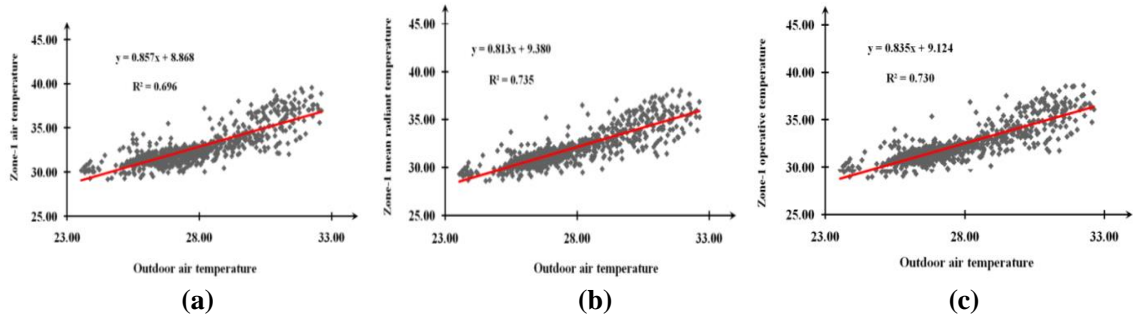 Zone-1 air temperature
45.00
40.00
35.00
30.00
25.00
y = 0.857x + 8.868
R² = 0.696
23.00 28.00 33.00
Outdoor air temperature
(a)
Zone-1 mean radiant temperature
45.00
40.00
35.00
30.00
25.00
y = 0.813x + 9.380
R² = 0.735
23.00 28.00 33.00
Outdoor air temperature
(b)
Zone-1 operative temperature
45.00
40.00
35.00
30.00
25.00
y = 0.835x + 9.124
R² = 0.730
23.00 28.00 33.00
Outdoor air temperature
(c)